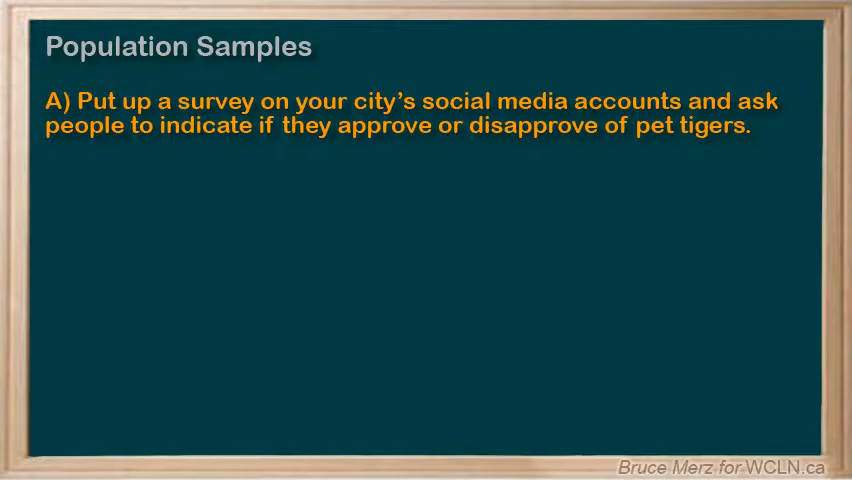 Population Samples
A) Put up a survey on your city's social media accounts and ask
people to indicate if they approve or disapprove of pet tigers.
Bruce Merz for WCLN.ca